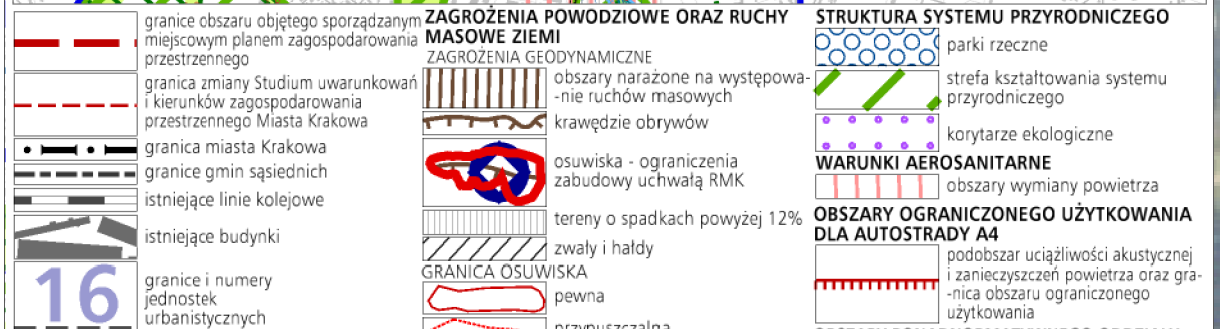 granice obszaru objętego sporządzanym
miejscowym planem zagospodarowania
przestrzennego
granica zmiany Studium uwarunkowań
i kierunków zagospodarowania
przestrzennego Miasta Krakowa
granica miasta Krakowa
granice gmin sąsiednich
istniejące linie kolejowe
istniejące budynki
16
granice i numery
jednostek
urbanistycznych
ZAGROŻENIA POWODZIOWE ORAZ RUCHY
MASOWE ZIEMI
ZAGROŻENIA GEODYNAMICZNE
obszary narażone na występowa-
-nie ruchów masowych
krawędzie obrywów
osuwiska - ograniczenia
zabudowy uchwałą RMK
tereny o spadkach powyżej 12%
zwały i hałdy
GRANICA OSUWISKA
pewna
przypuszczalna
STRUKTURA SYSTEMU PRZYRODNICZEGO
parki rzeczne
strefa kształtowania systemu
przyrodniczego
korytarze ekologiczne
WARUNKI AEROSANITARNE
obszary wymiany powietrza
OBSZARY OGRANICZONEGO UŻYTKOWANIA
DLA AUTOSTRADY A4
podobszar uciążliwości akustycznej
i zanieczyszczeń powietrza oraz gra-
-nica obszaru ograniczonego
użytkowania